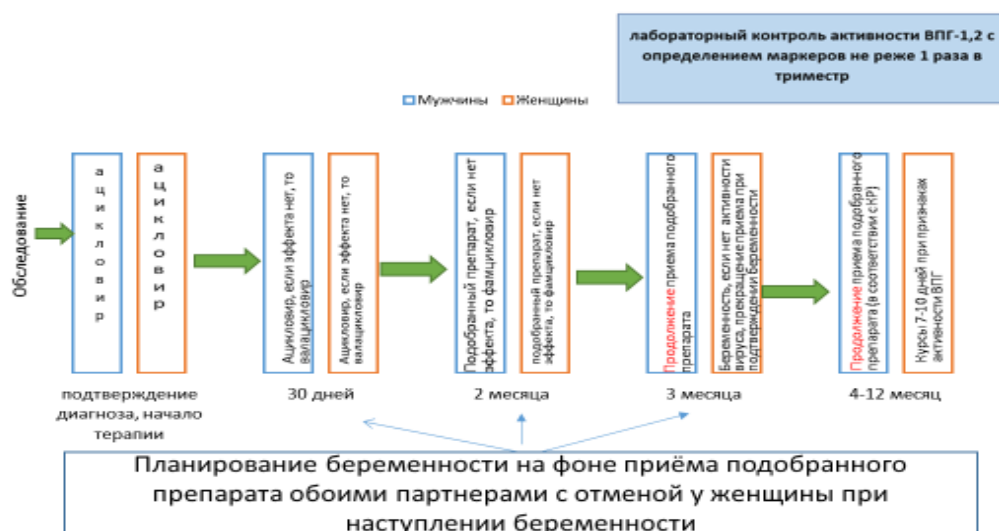 лабораторный контроль активности ВПГ-1,2 с
определением маркеров не реже 1 раза в
триместр
Мужчины Женщины
Обследование
ацикловир
ацикловир
Ацикловир, если эффекта нет, то
валацикловир
Ацикловир, если эффекта нет, то
валацикловир
Подобранный препарат, если нет
эффекта, то фамцикловир
подобранный препарат, если нет
эффекта, то фамцикловир
Продолжение приема подобранного
препарата
Беременность, если нет активности
вируса, прекращение приема при
подтверждении беременности
Продолжение приема подобранного
препарата (в соответствии с КР)
Курсы 7-10 дней при признаках
активности ВПГ
подтверждение
диагноза, начало
терапии
30 дней
2 месяца
3 месяца
4-12 месяц
Планирование беременности на фоне приёма подобранного
препарата обоими партнерами с отменой у женщины при
наступлении беременности